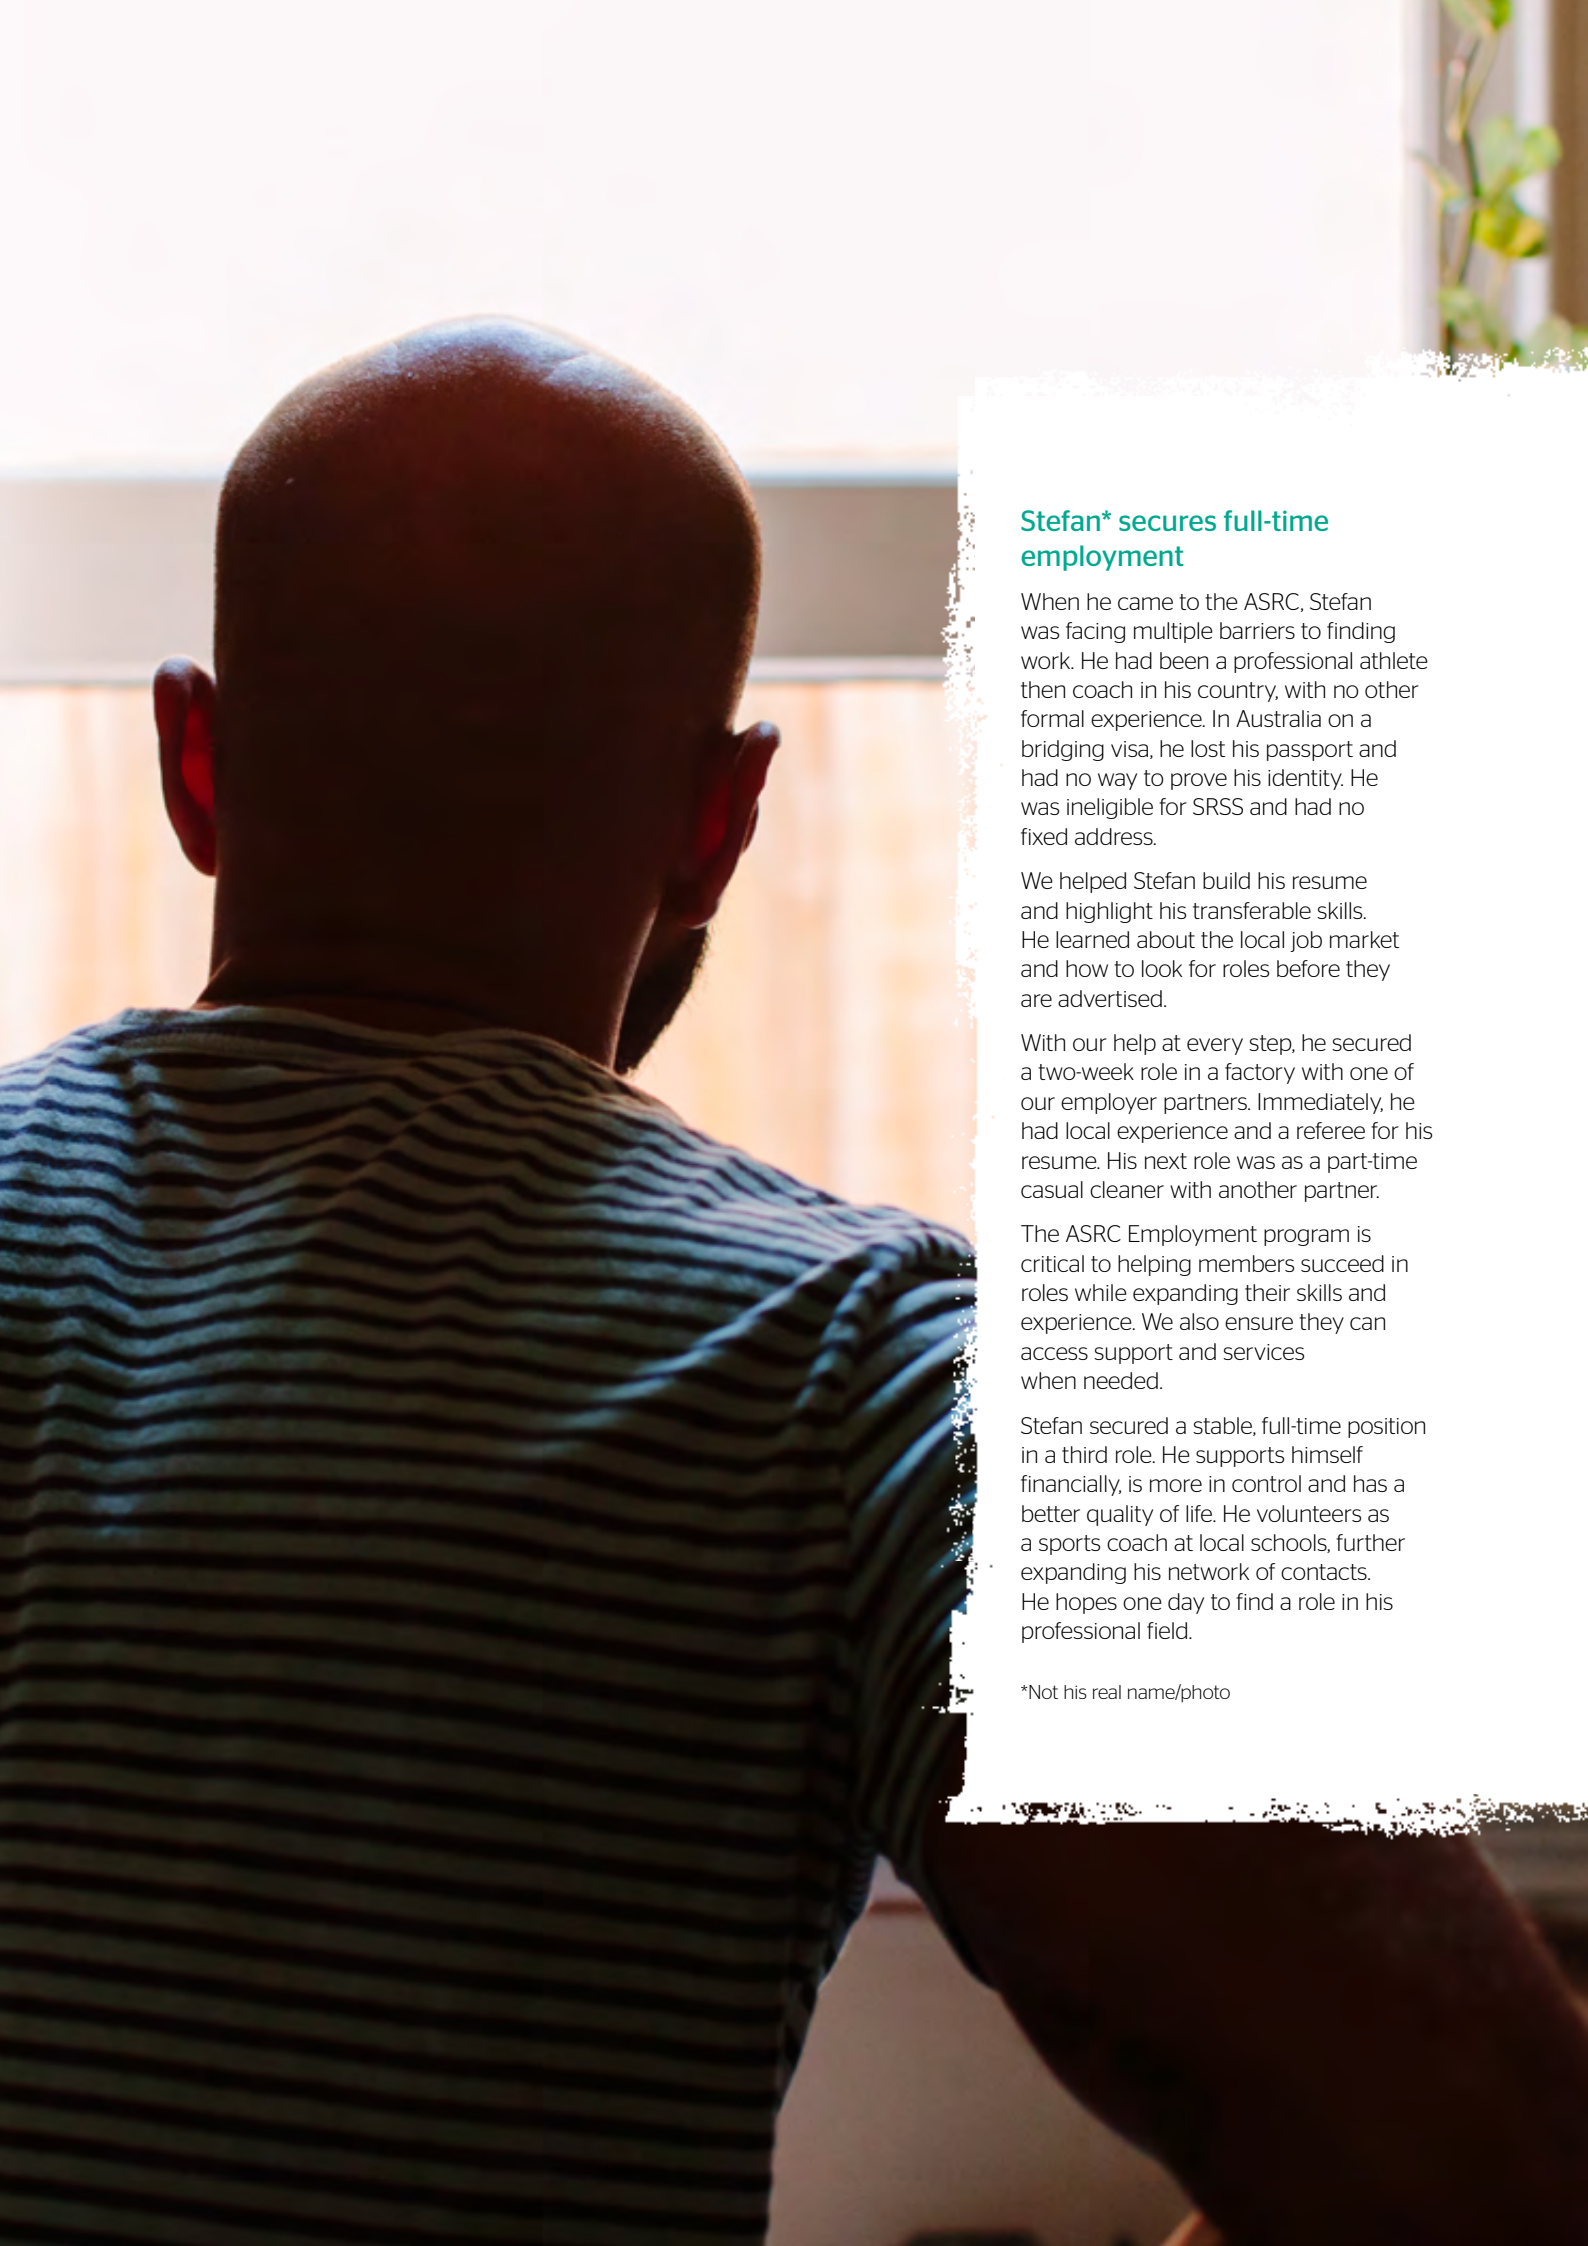 Stefan* secures full-time
employment
When he came to the ASRC, Stefan
was facing multiple barriers to finding
work. He had been a professional athlete
then coach in his country, with no other
formal experience. In Australia on a
bridging visa, he lost his passport and
had no way to prove his identity. He
was ineligible for SRSS and had no
fixed address.
We helped Stefan build his resume
and highlight his transferable skills.
He learned about the local job market
and how to look for roles before they
are advertised.
With our help at every step, he secured
a two-week role in a factory with one of
our employer partners. Immediately, he
had local experience and a referee for his
resume. His next role was as a part-time
casual cleaner with another partner.
The ASRC Employment program is
critical to helping members succeed in
roles while expanding their skills and
experience. We also ensure they can
access support and services
when needed.
Stefan secured a stable, full-time position
in a third role. He supports himself
financially, is more in control and has a
better quality of life. He volunteers as
a sports coach at local schools, further
expanding his network of contacts.
He hopes one day to find a role in his
professional field.
*Not his real name/photo